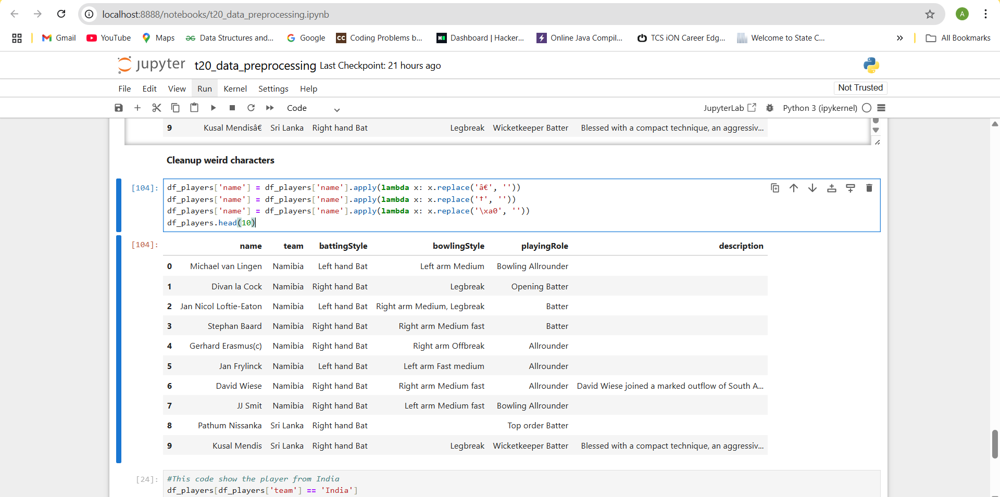 localhost:8888/notebooks/t20_data_preprocessing.ipynb
A
Gmail YouTube Maps Data Structures and... Google CC Coding Problems b... Dashboard | Hacker... Online Java Compil... TCS iON Career Edg... Welcome to State C... » All Bookmarks
jupyter t20_data_preprocessing Last Checkpoint: 21 hours ago
File Edit View Run Kernel Settings Help Not Trusted
Code JupyterLab Python 3 (ipykernel)
9 Kusal Mendisâ€ Sri Lanka Right hand Bat Legbreak Wicketkeeper Batter Blessed with a compact technique, an aggressiv...
Cleanup weird characters
[104]: df_players['name'] = df_players['name'].apply(lambda x: x.replace('â€', ''))
df_players['name'] = df_players['name'].apply(lambda x: x.replace('†', ''))
df_players['name'] = df_players['name'].apply(lambda x: x.replace('\xa0', ''))
df_players.head(10)
[104]: name team battingStyle bowlingStyle playingRole description
0 Michael van Lingen Namibia Left hand Bat Left arm Medium Bowling Allrounder
1 Divan la Cock Namibia Right hand Bat Legbreak Opening Batter
2 Jan Nicol Loftie-Eaton Namibia Left hand Bat Right arm Medium, Legbreak Batter
3 Stephan Baard Namibia Right hand Bat Right arm Medium fast Batter
4 Gerhard Erasmus(c) Namibia Right hand Bat Right arm Offbreak Allrounder
5 Jan Frylinck Namibia Left hand Bat Left arm Fast medium Allrounder
6 David Wiese Namibia Right hand Bat Right arm Medium fast Allrounder David Wiese joined a marked outflow of South A...
7 JJ Smit Namibia Right hand Bat Left arm Medium fast Bowling Allrounder
8 Pathum Nissanka Sri Lanka Right hand Bat Top order Batter
9 Kusal Mendis Sri Lanka Right hand Bat Legbreak Wicketkeeper Batter Blessed with a compact technique, an aggressiv...
[24]: #This code show the player from India
df_players[df_players['team'] == 'India']